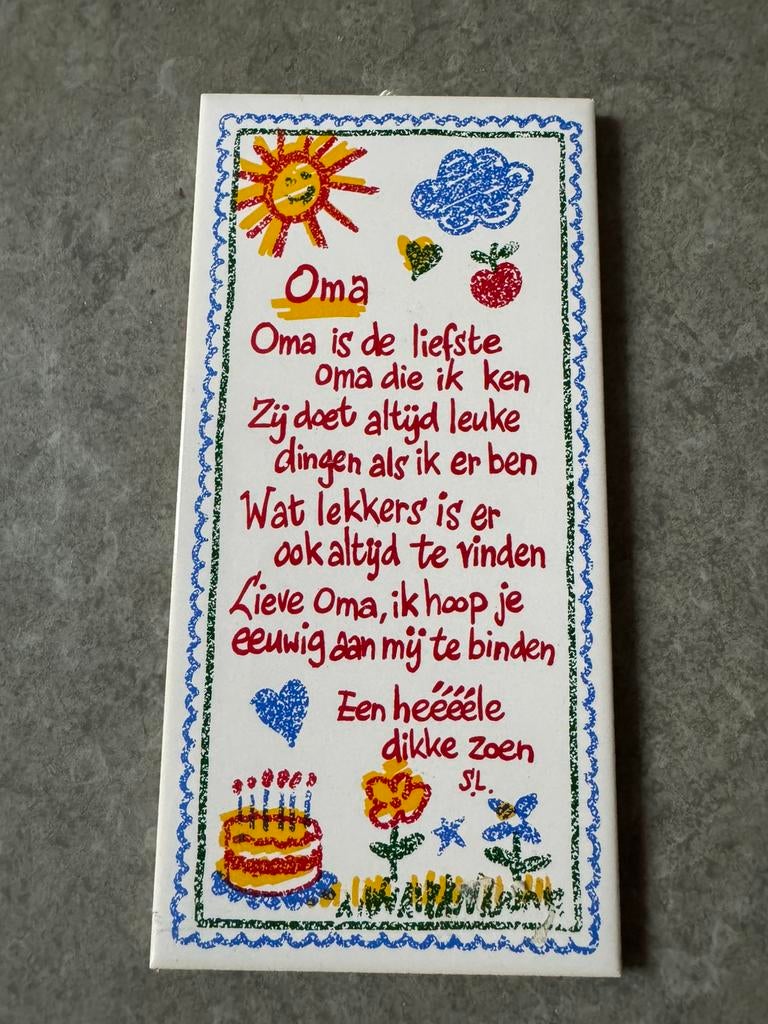 Oma
Oma is de liefste
oma die ik ken
Zij doet altijd leuke
dingen als ik er ben
Wat lekkers is er
ook altijd te vinden
Lieve Oma, ik hoop je
eeuwig aan mij te binden
Een heéééle
dikke zoen
S.L.